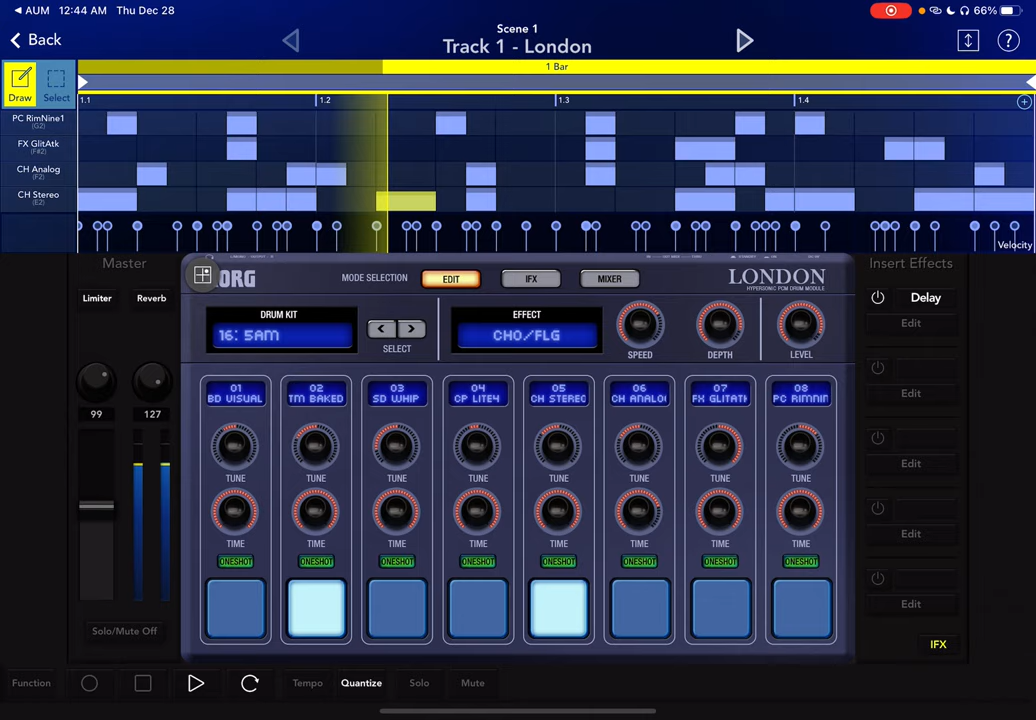 ◀ AUM 12:44 AM Thu Dec 28 66%
Back
Scene 1
Track 1 - London
?
1 Bar
Draw Select
1.1 1.2 1.3 1.4
PC RimNine1
(G2)
FX GlitAtk
(F#2)
CH Analog
(F2)
CH Stereo
(E2)
Velocity
Master
Insert Effects
ORG
MODE SELECTION EDIT IFX MIXER
LONDON
HYPERSONIC PCM DRUM MODULE
Limiter Reverb
Delay
Edit
DRUM KIT
16: 5AM
< >
SELECT
EFFECT
CHO/FLG
SPEED DEPTH LEVEL
99 127
01 02 03 04 05 06 07 08
BD VISUAL TM BAKED SD WHIP CP LITE4 CH STEREO CH ANALO FX GLITAT PC RIMNIN
TUNE TUNE TUNE TUNE TUNE TUNE TUNE TUNE
TIME TIME TIME TIME TIME TIME TIME TIME
ONESHOT ONESHOT ONESHOT ONESHOT ONESHOT ONESHOT ONESHOT ONESHOT
Edit
Edit
Edit
Edit
Solo/Mute Off
IFX
Function Tempo Quantize Solo Mute